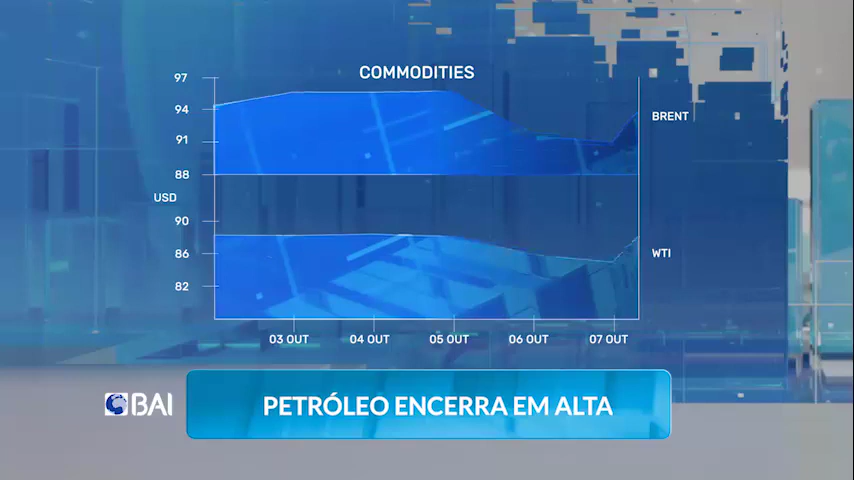 COMMODITIES
97
94
91
88
BRENT
USD
90
86
82
WTI
03 OUT 04 OUT 05 OUT 06 OUT 07 OUT
BAI
PETRÓLEO ENCERRA EM ALTA